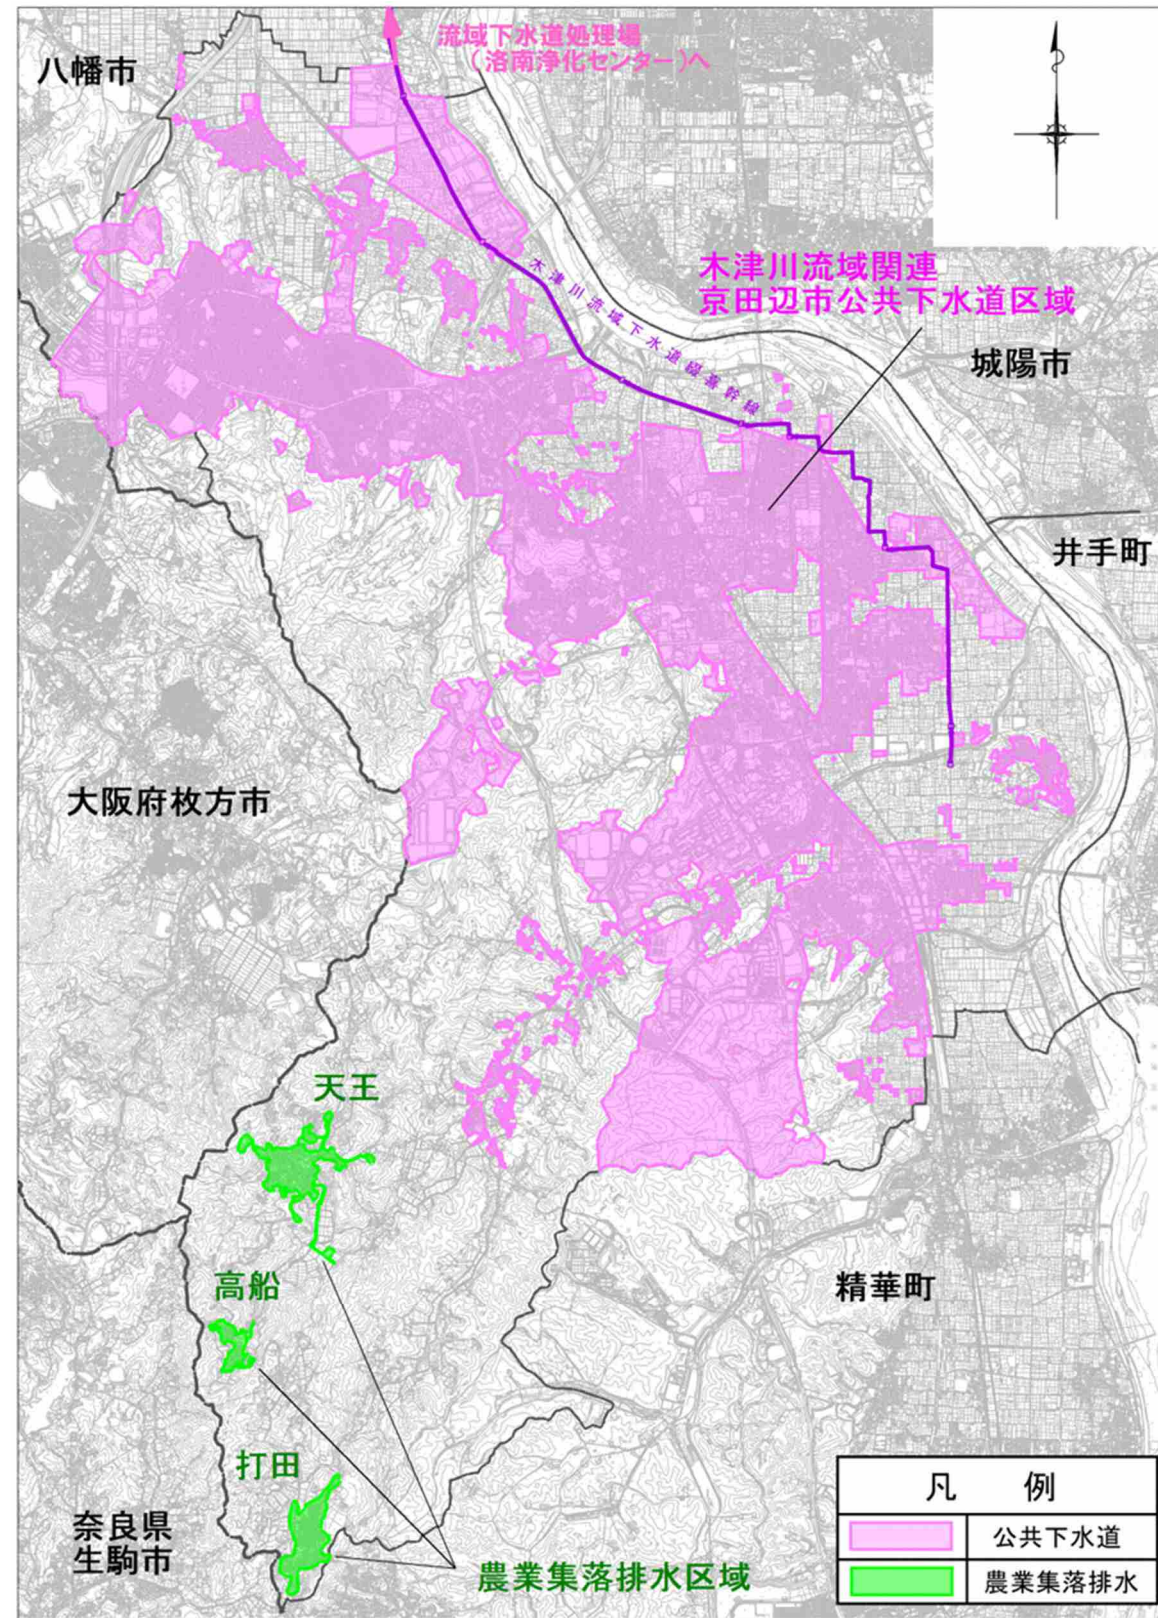 流域下水道処理場
（洛南浄化センター）へ
八幡市
木津川流域関連
京田辺市公共下水道区域
木津川流域下水道綴喜幹線
城陽市
井手町
大阪府枚方市
天王
高船
精華町
打田
奈良県
生駒市
農業集落排水区域
凡　例
公共下水道
農業集落排水